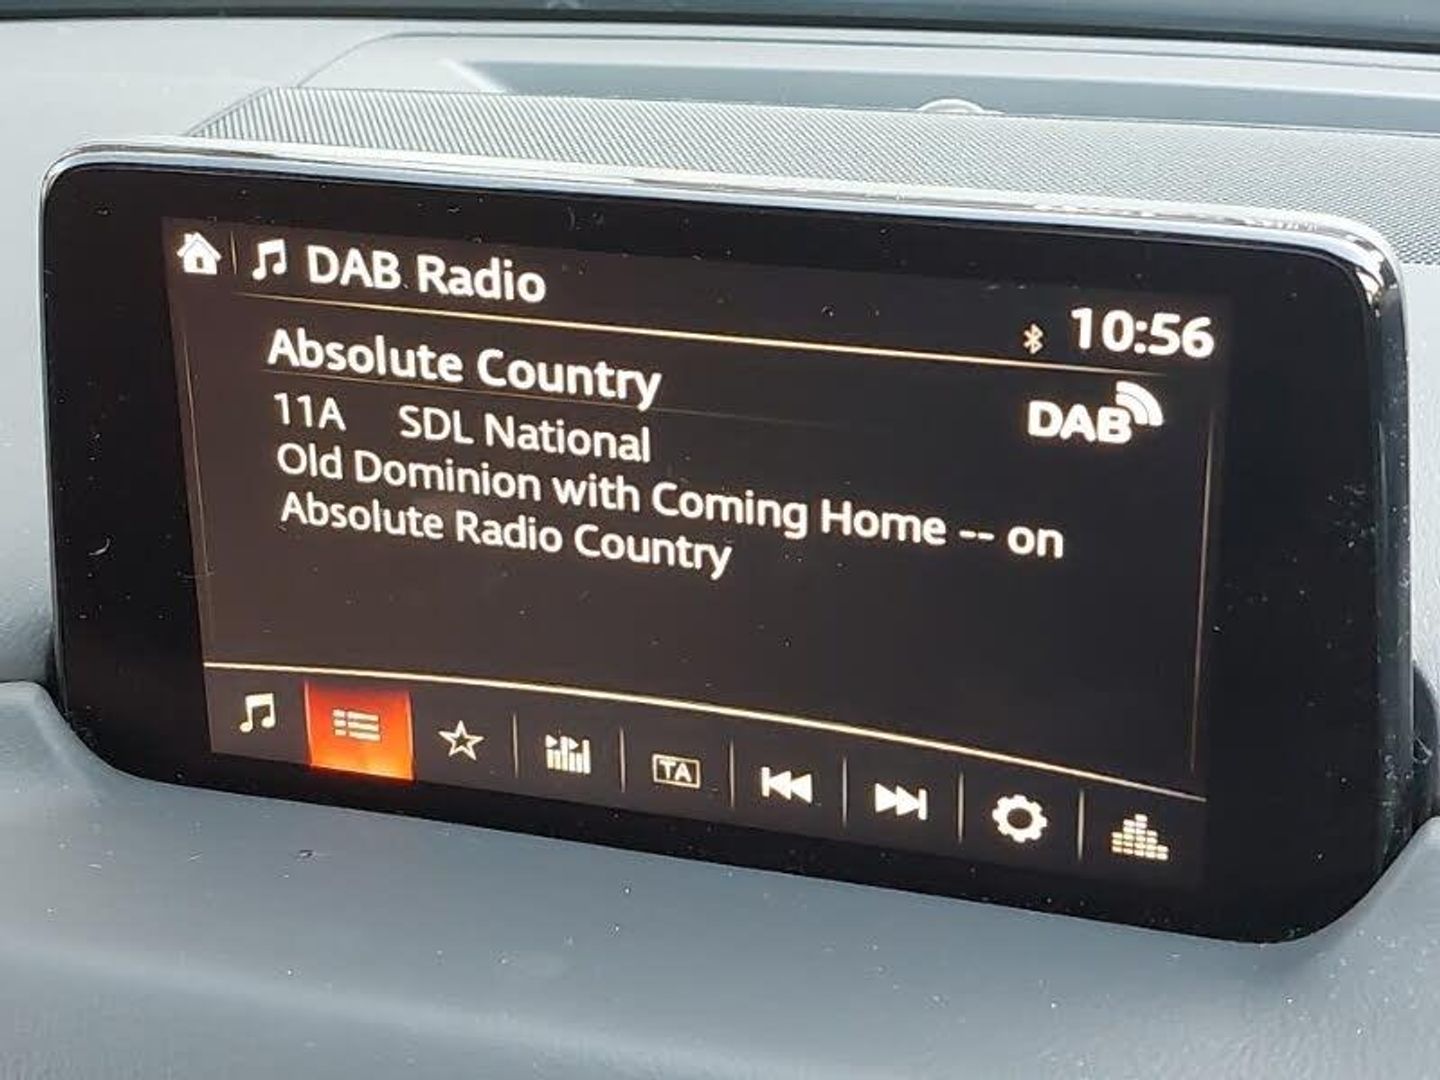 DAB Radio
10:56
Absolute Country
DAB
11A SDL National
Old Dominion with Coming Home -- on
Absolute Radio Country
TA